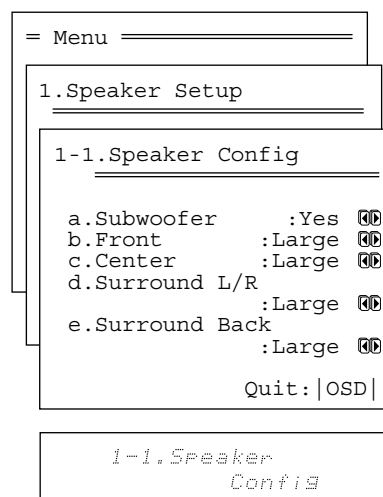 = Menu
1.Speaker Setup
1-1.Speaker Config
a.Subwoofer :Yes
b.Front :Large
c.Center :Large
d.Surround L/R
:Large
e.Surround Back
:Large
Quit:|OSD|
1-1.Speaker
Config